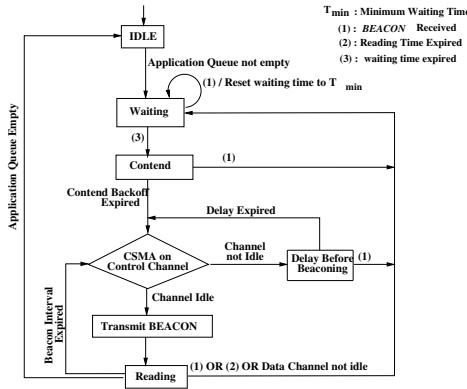 T min : Minimum Waiting Time
(1) : BEACON Received
(2) : Reading Time Expired
(3) : waiting time expired
IDLE
Application Queue not empty
(1) / Reset waiting time to T min
Waiting
(3)
Contend
(1)
Contend Backoff
Expired
Delay Expired
CSMA on
Control Channel
Channel
not Idle
Delay Before
Beaconing
(1)
Channel Idle
Transmit BEACON
Reading
(1) OR (2) OR Data Channel not idle
Beacon Interval
Expired
Application Queue Empty